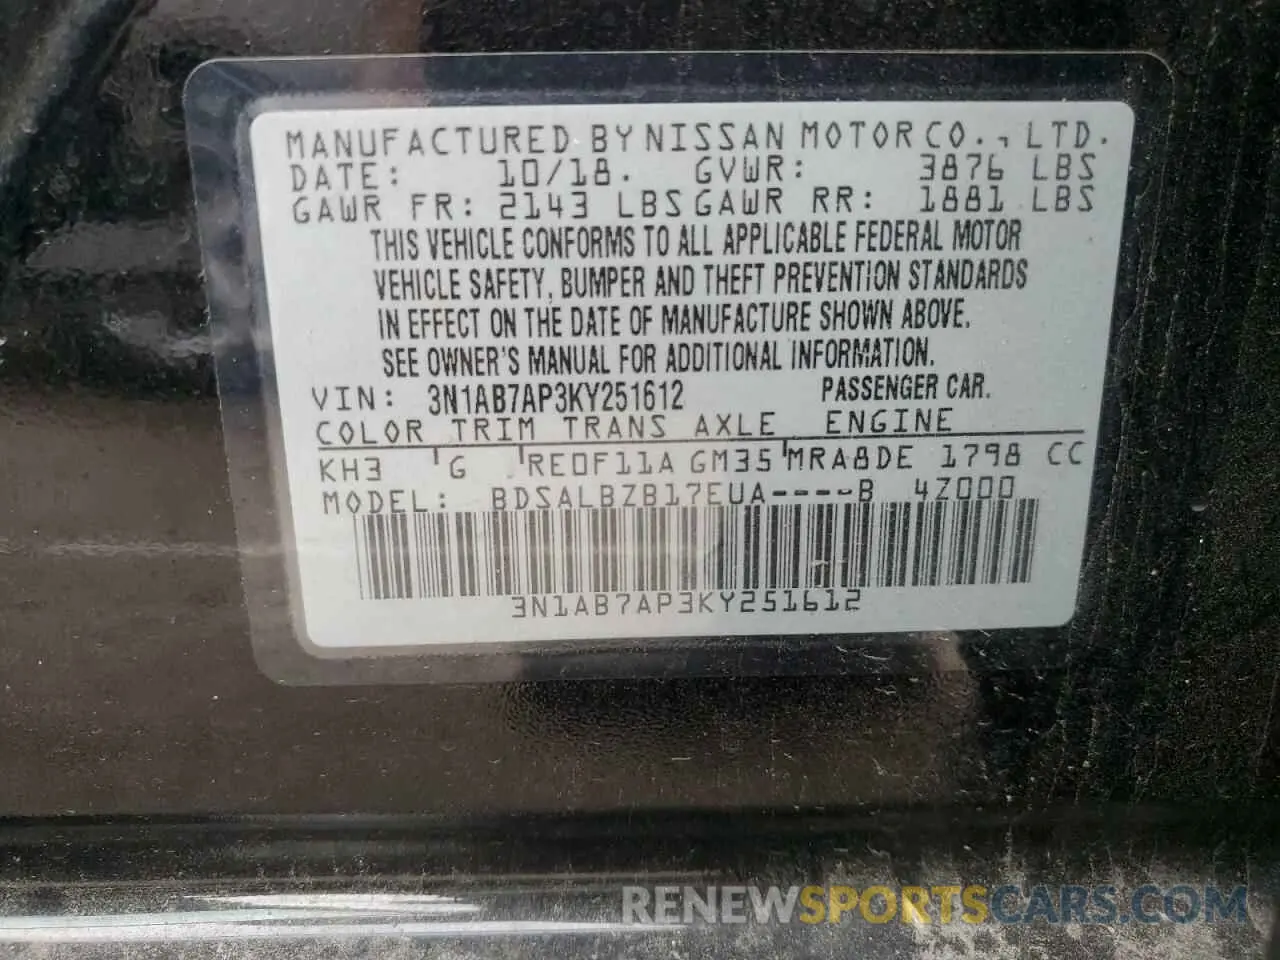 MANUFACTURED BY NISSAN MOTOR CO., LTD.
DATE: 10/18. GVWR: 3876 LBS
GAWR FR: 2143 LBS GAWR RR: 1881 LBS
THIS VEHICLE CONFORMS TO ALL APPLICABLE FEDERAL MOTOR
VEHICLE SAFETY, BUMPER AND THEFT PREVENTION STANDARDS
IN EFFECT ON THE DATE OF MANUFACTURE SHOWN ABOVE.
SEE OWNER'S MANUAL FOR ADDITIONAL INFORMATION.
VIN: 3N1AB7AP3KY251612 PASSENGER CAR.
COLOR TRIM TRANS AXLE ENGINE
KH3 G RE0F11A GM35 MRA8DE 1798 CC
MODEL: BDSALBZB17EUA----B 4Z000
3N1AB7AP3KY251612
RENEWSPORTSCARS.COM